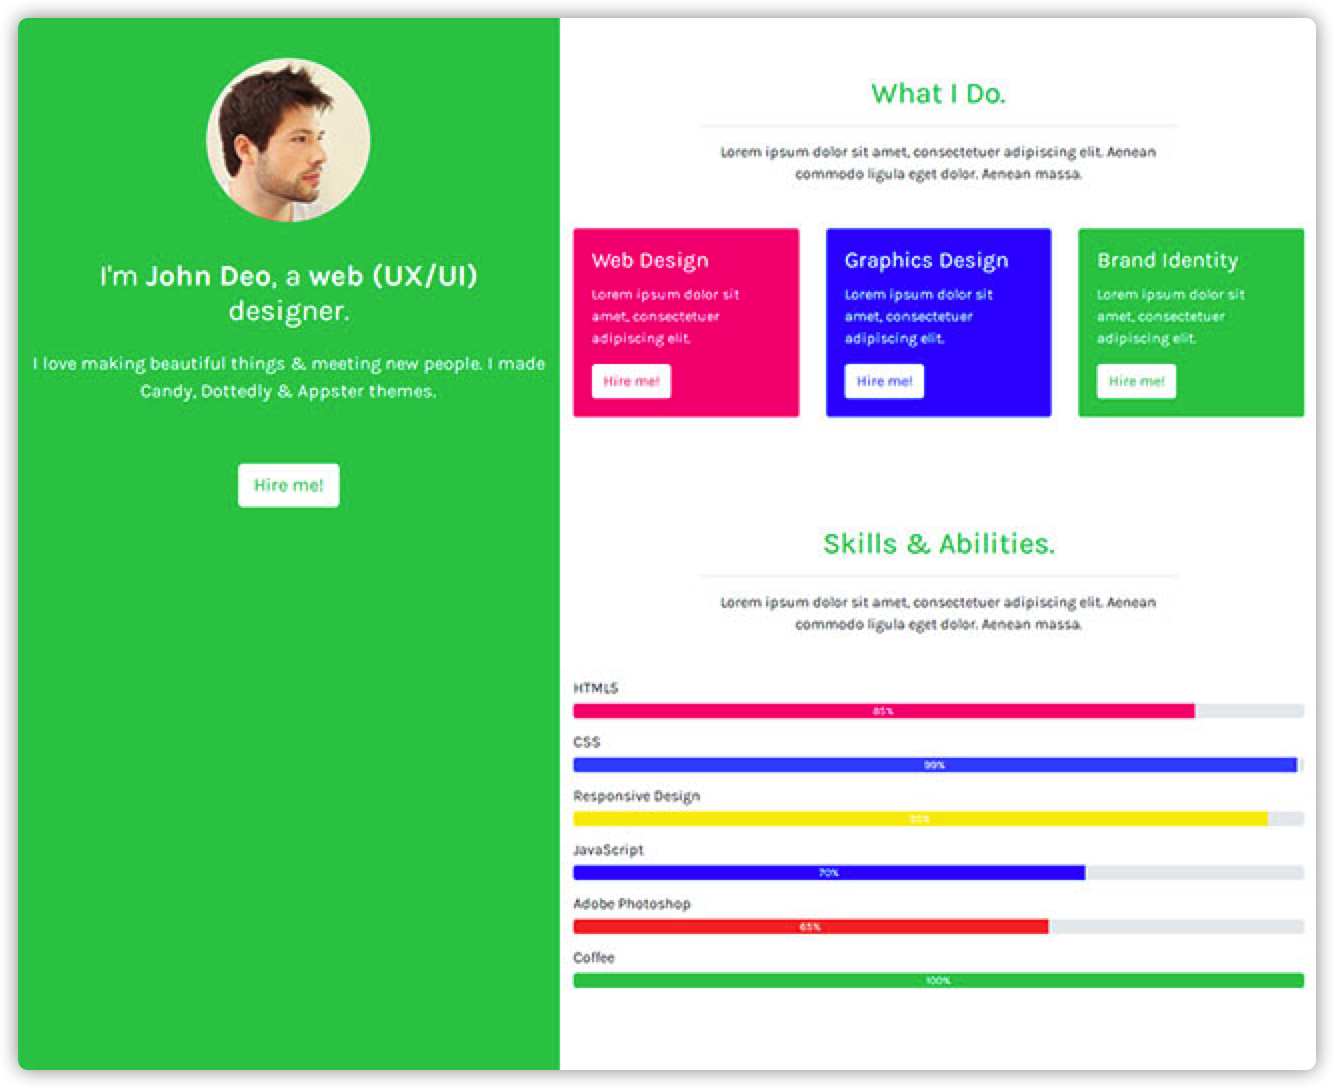 I'm John Deo, a web (UX/UI)
designer.
I love making beautiful things & meeting new people. I made
Candy, Dottedly & Appster themes.
Hire me!
What I Do.
Lorem ipsum dolor sit amet, consectetuer adipiscing elit. Aenean
commodo ligula eget dolor. Aenean massa.
Web Design
Lorem ipsum dolor sit
amet, consectetuer
adipiscing elit.
Hire me!
Graphics Design
Lorem ipsum dolor sit
amet, consectetuer
adipiscing elit.
Hire me!
Brand Identity
Lorem ipsum dolor sit
amet, consectetuer
adipiscing elit.
Hire me!
Skills & Abilities.
Lorem ipsum dolor sit amet, consectetuer adipiscing elit. Aenean
commodo ligula eget dolor. Aenean massa.
HTML5
85%
CSS
99%
Responsive Design
95%
JavaScript
70%
Adobe Photoshop
65%
Coffee
100%